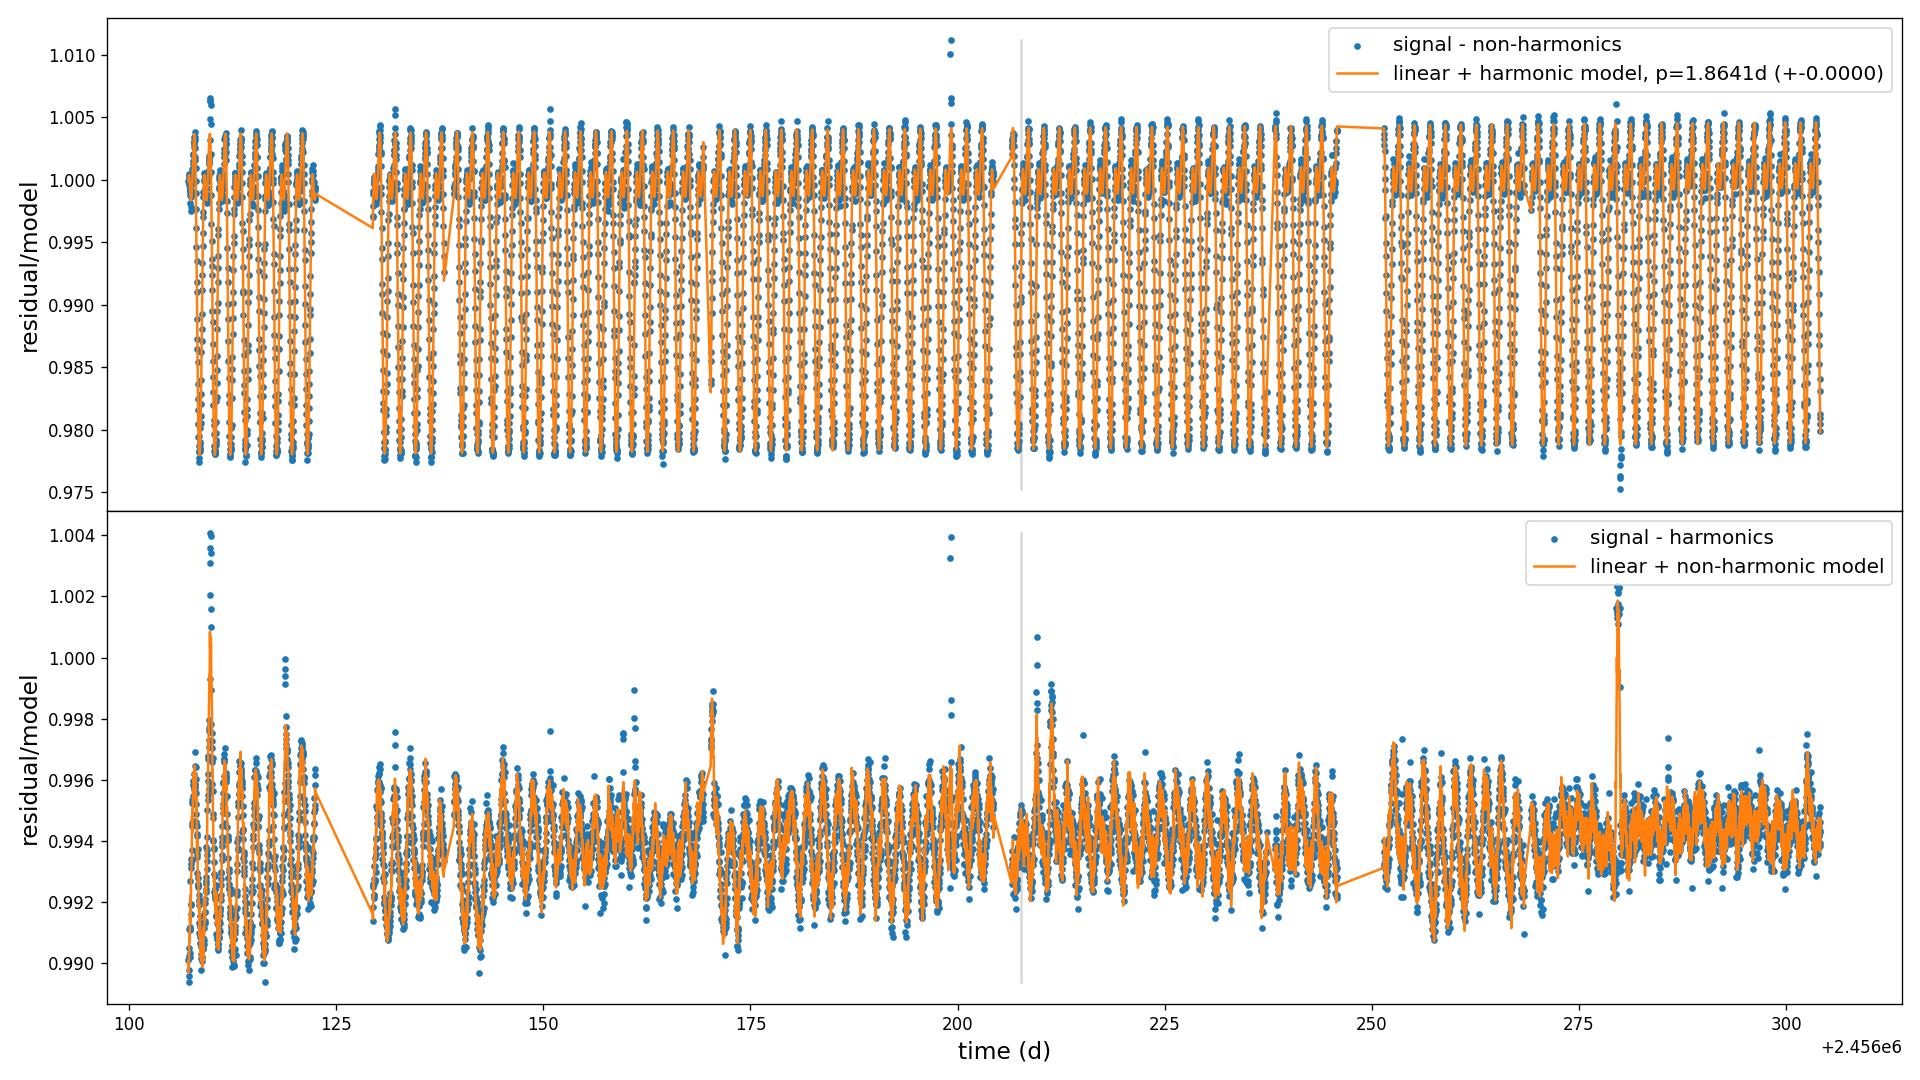 signal - non-harmonics
linear + harmonic model, p=1.8641d (+-0.0000)
1.010
1.005
1.000
0.995
0.990
0.985
0.980
0.975
residual/model
signal - harmonics
linear + non-harmonic model
1.004
1.002
1.000
0.998
0.996
0.994
0.992
0.990
residual/model
100 125 150 175 200 225 250 275 300
time (d)
+2.456e6